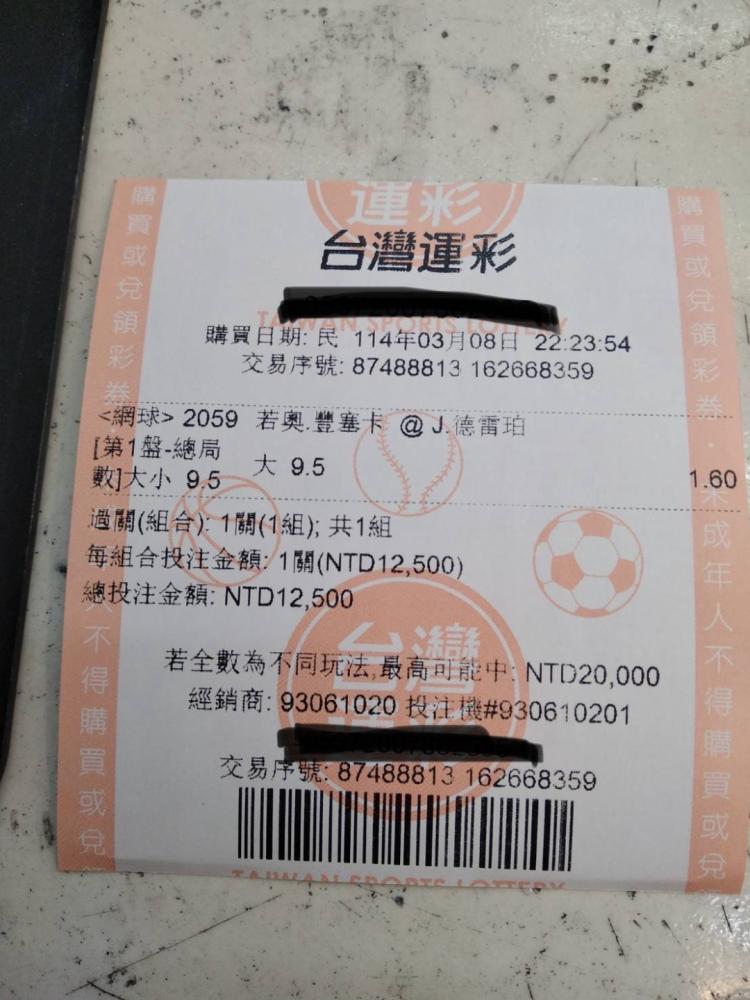 運彩
台灣運彩
TAIWAN SPORTS LOTTERY
購買日期: 民 114年03月08日 22:23:54
交易序號: 87488813 162668359
<網球> 2059 若奧.豐塞卡 @ J.德雷珀
[第1盤-總局
數]大小 9.5 大 9.5 1.60
過關(組合): 1關(1組); 共1組
每組合投注金額: 1關(NTD12,500)
總投注金額: NTD12,500
台灣
若全數為不同玩法,最高可能中: NTD20,000
經銷商: 93061020 投注機#930610201
交易序號: 87488813 162668359
TAIWAN SPORTS LOTTERY
購買或兌領彩券
人不得購買或兌
購買或兌領彩券·未成年人不得購買或兌